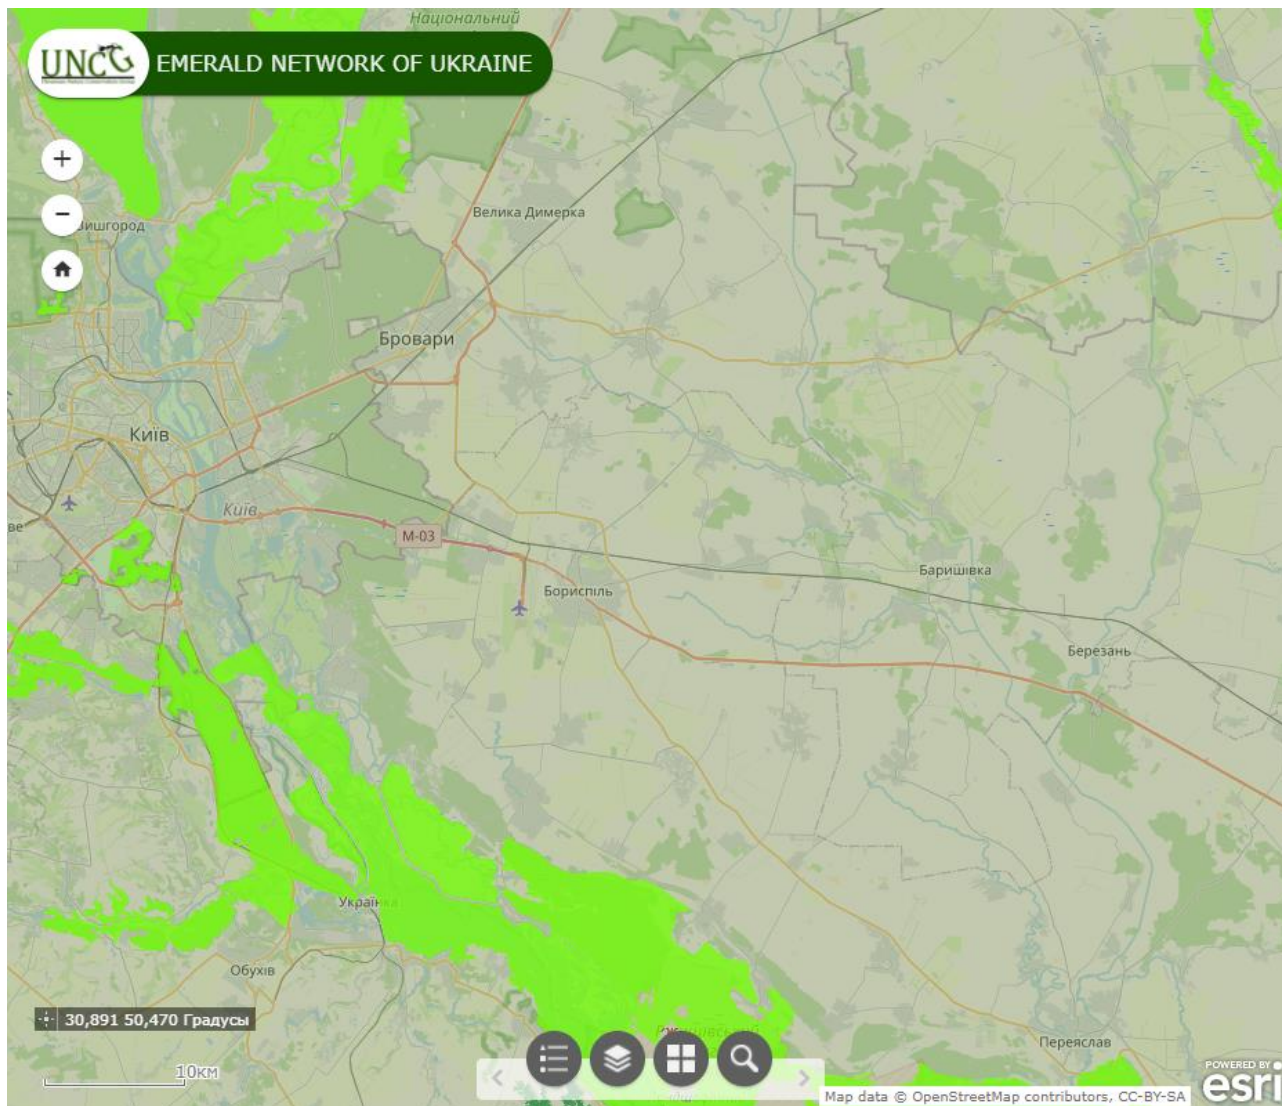 Національний
UNCG
EMERALD NETWORK OF UKRAINE
+
−
Вишгород
Велика Димерка
Бровари
Київ
Київ
ве
М-03
Бориспіль
Баришівка
Березань
Українка
Обухів
30,891 50,470 Градусы
10км
Переяслав
POWERED BY
esri
Map data © OpenStreetMap contributors, CC-BY-SA